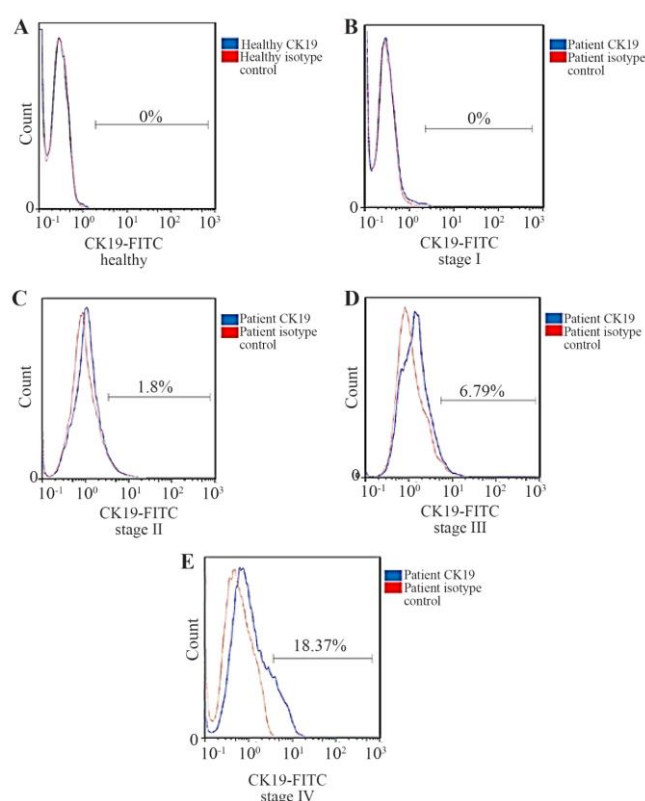 A
Healthy CK19
Healthy isotype
control
0%
Count
0
10-1 100 101 102 103
CK19-FITC
healthy
B
Patient CK19
Patient isotype
control
0%
Count
0
10-1 100 101 102 103
CK19-FITC
stage I
C
Patient CK19
Patient isotype
control
1.8%
Count
0
10-1 100 101 102 103
CK19-FITC
stage II
D
Patient CK19
Patient isotype
control
6.79%
Count
0
10-1 100 101 102 103
CK19-FITC
stage III
E
Patient CK19
Patient isotype
control
18.37%
Count
0
10-1 100 101 102 103
CK19-FITC
stage IV